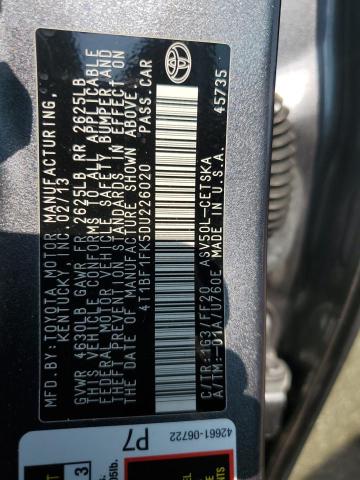 MFD.BY:TOYOTA MOTOR MANUFACTURING,
KENTUCKY, INC. 02/13
GVWR 4630LB GAWR FR 2625LB RR 2625LB
THIS VEHICLE CONFORMS TO ALL APPLICABLE
FEDERAL MOTOR VEHICLE SAFETY, BUMPER, AND
THEFT PREVENTION STANDARDS IN EFFECT ON
THE DATE OF MANUFACTURE SHOWN ABOVE.
4T1BF1FK5DU226020 PASS.CAR
C/TR:1G3/FF20 ASV50L-CETSKA
A/TM:-01A/U760E MADE IN U.S.A. 45735
42661-06722
P7
3